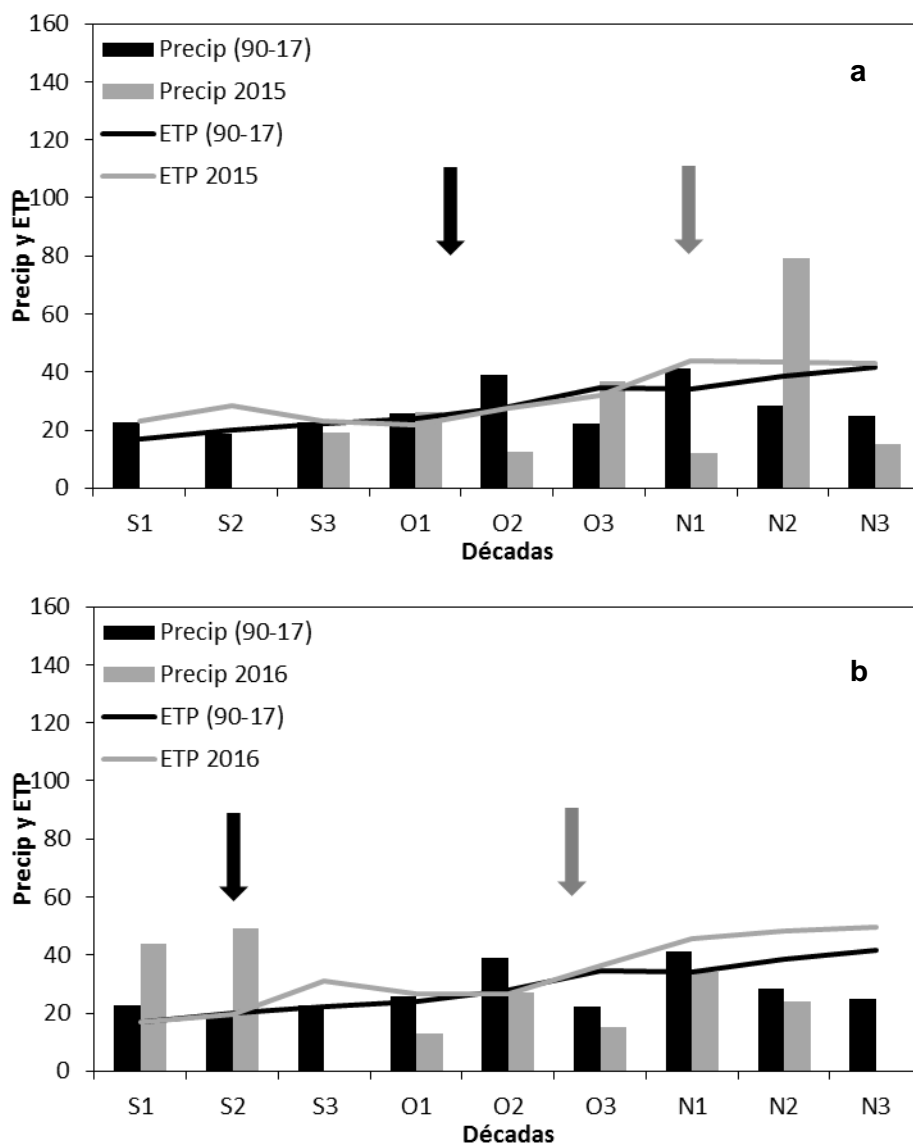 160
140
120
100
80
60
40
20
0
Precip y ETP
Precip (90-17)
Precip 2015
ETP (90-17)
ETP 2015
a
S1 S2 S3 O1 O2 O3 N1 N2 N3
Décadas
160
140
120
100
80
60
40
20
0
Precip y ETP
Precip (90-17)
Precip 2016
ETP (90-17)
ETP 2016
b
S1 S2 S3 O1 O2 O3 N1 N2 N3
Décadas